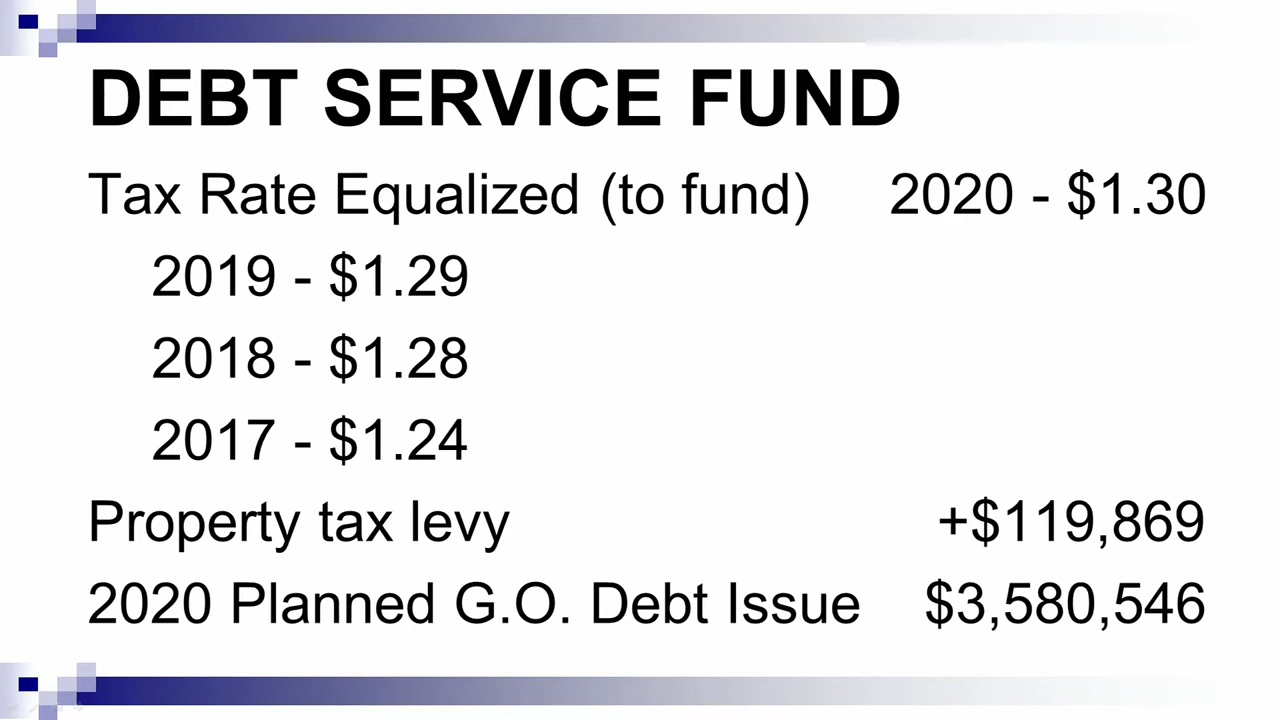 DEBT SERVICE FUND
Tax Rate Equalized (to fund) 2020 - $1.30
2019 - $1.29
2018 - $1.28
2017 - $1.24
Property tax levy +$119,869
2020 Planned G.O. Debt Issue $3,580,546